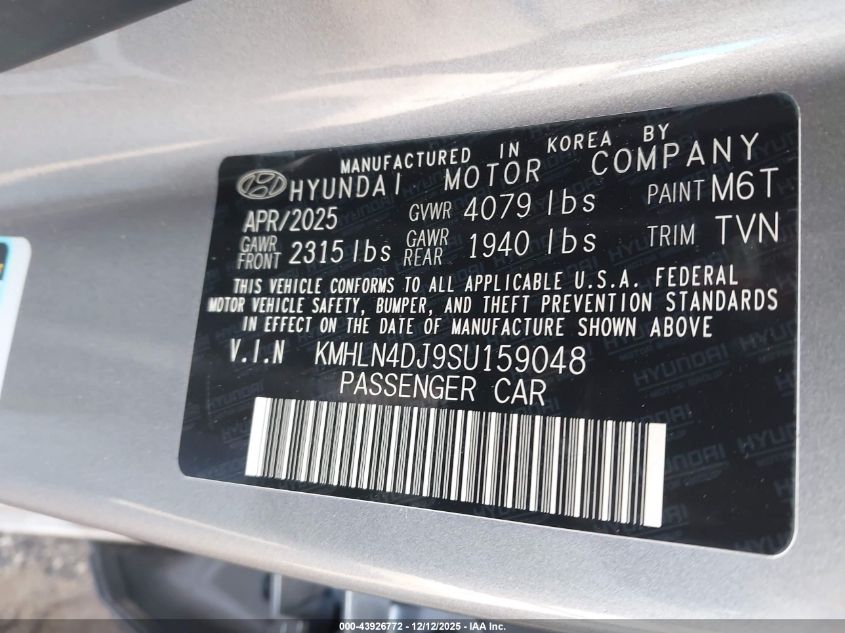 MANUFACTURED IN KOREA BY
HYUNDAI MOTOR COMPANY
APR/2025 GVWR 4079 lbs PAINT M6T
GAWR FRONT 2315 lbs GAWR REAR 1940 lbs TRIM TVN
THIS VEHICLE CONFORMS TO ALL APPLICABLE U.S.A. FEDERAL
MOTOR VEHICLE SAFETY, BUMPER, AND THEFT PREVENTION STANDARDS
IN EFFECT ON THE DATE OF MANUFACTURE SHOWN ABOVE
V.I.N KMHLN4DJ9SU159048
PASSENGER CAR
000-43926772 - 12/12/2025 - IAA Inc.